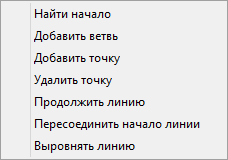 Найти начало
Добавить ветвь
Добавить точку
Удалить точку
Продолжить линию
Пересоединить начало линии
Выровнять линию